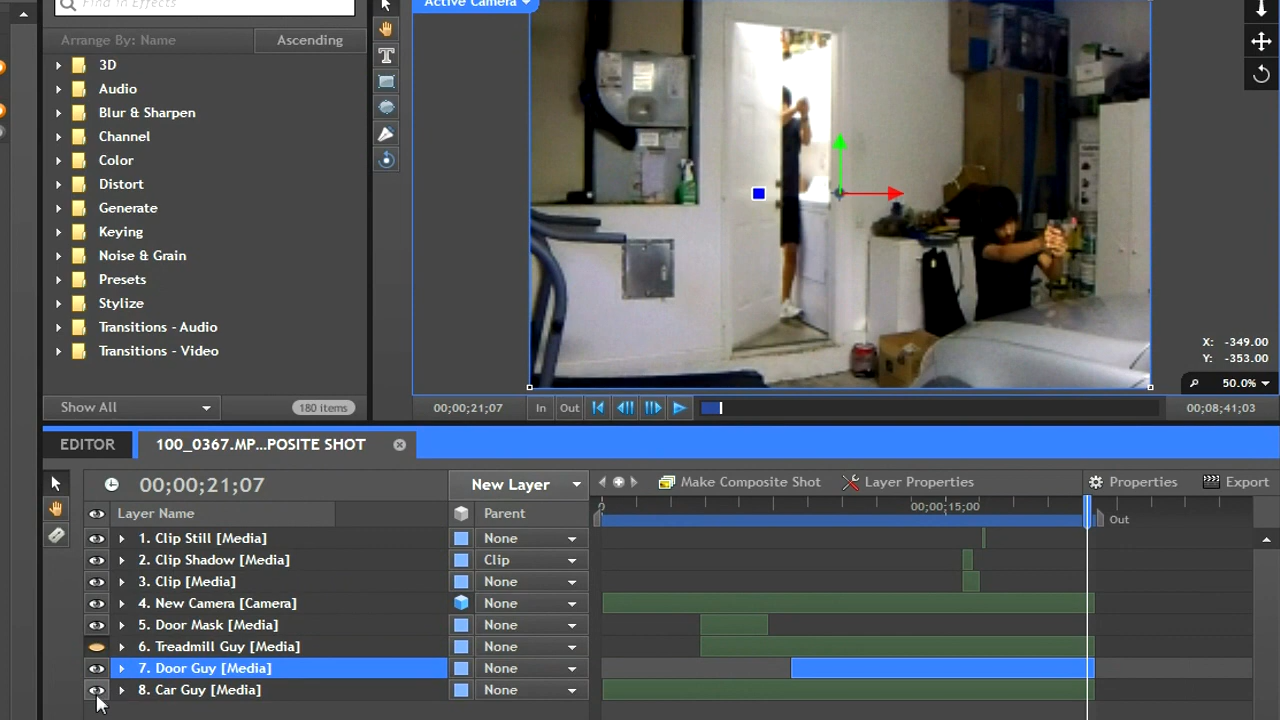 Find in Effects
Active Camera
Arrange By: Name
Ascending
3D
Audio
Blur & Sharpen
Channel
Color
Distort
Generate
Keying
Noise & Grain
Presets
Stylize
Transitions - Audio
Transitions - Video
Show All
180 items
X: -349.00
Y: -353.00
50.0%
00;00;21;07
In
Out
00;08;41;03
EDITOR
100_0367.MP...POSITE SHOT
00;00;21;07
New Layer
Make Composite Shot
Layer Properties
Properties
Export
Layer Name
Parent
0
00;00;15;00
Out
1. Clip Still [Media]
None
2. Clip Shadow [Media]
Clip
3. Clip [Media]
None
4. New Camera [Camera]
None
5. Door Mask [Media]
None
6. Treadmill Guy [Media]
None
7. Door Guy [Media]
None
8. Car Guy [Media]
None